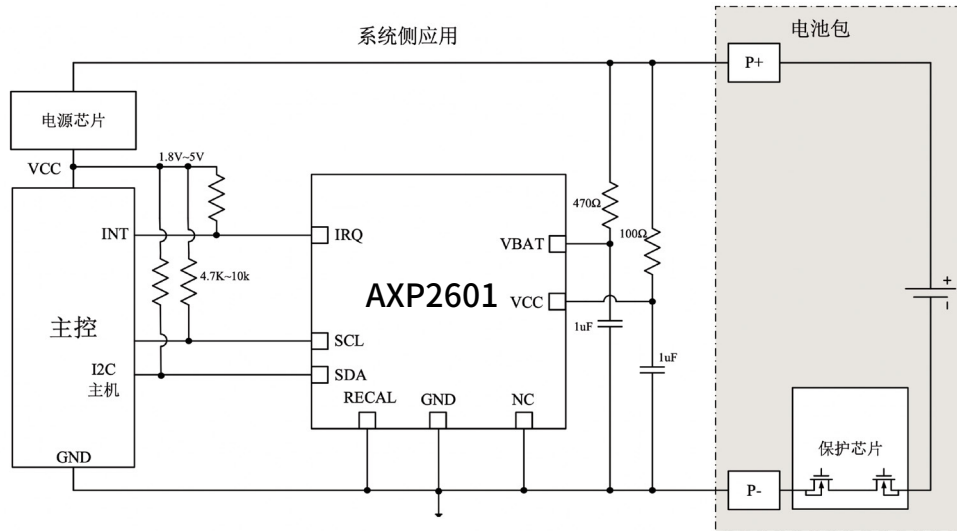 系统侧应用
电池包
P+
电源芯片
1.8V~5V
VCC
470Ω
INT
IRQ
100Ω
VBAT
4.7K~10k
AXP2601
VCC
+
-
主控
1uF
SCL
1uF
I2C
主机
SDA
RECAL
GND
NC
保护芯片
GND
P-